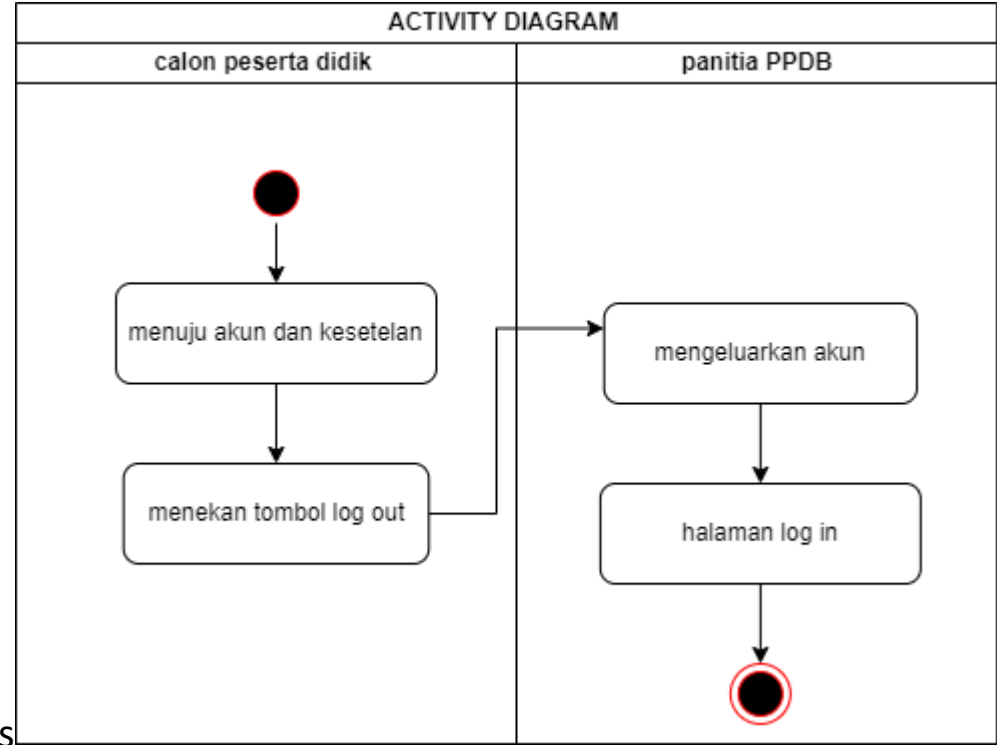 ACTIVITY DIAGRAM
calon peserta didik
panitia PPDB
menuju akun dan kesetelan
mengeluarkan akun
menekan tombol log out
halaman log in
s